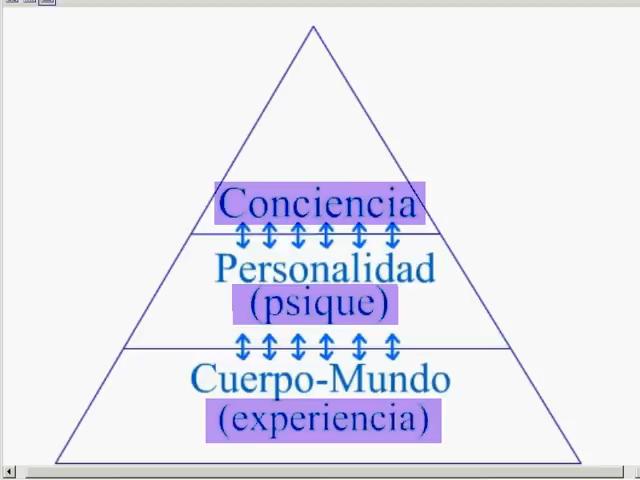 Conciencia
Personalidad
(psique)
Cuerpo-Mundo
(experiencia)